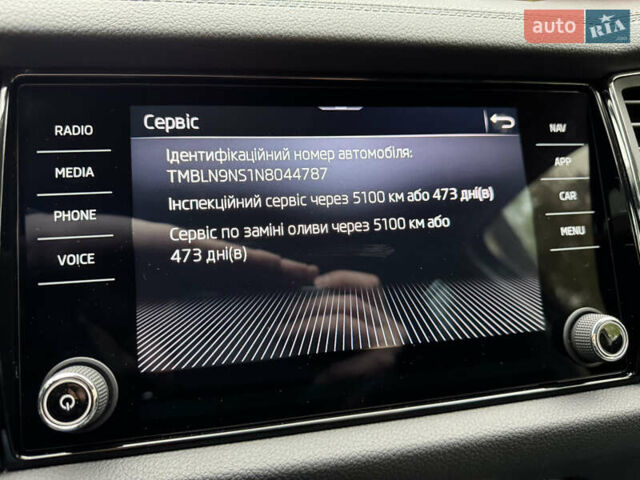 auto RIA
.com
Сервіс
RADIO
MEDIA
PHONE
VOICE
NAV
APP
CAR
MENU
Ідентифікаційний номер автомобіля:
TMBLN9NS1N8044787
Інспекційний сервіс через 5100 км або 473 дні(в)
Сервіс по заміні оливи через 5100 км або
473 дні(в)